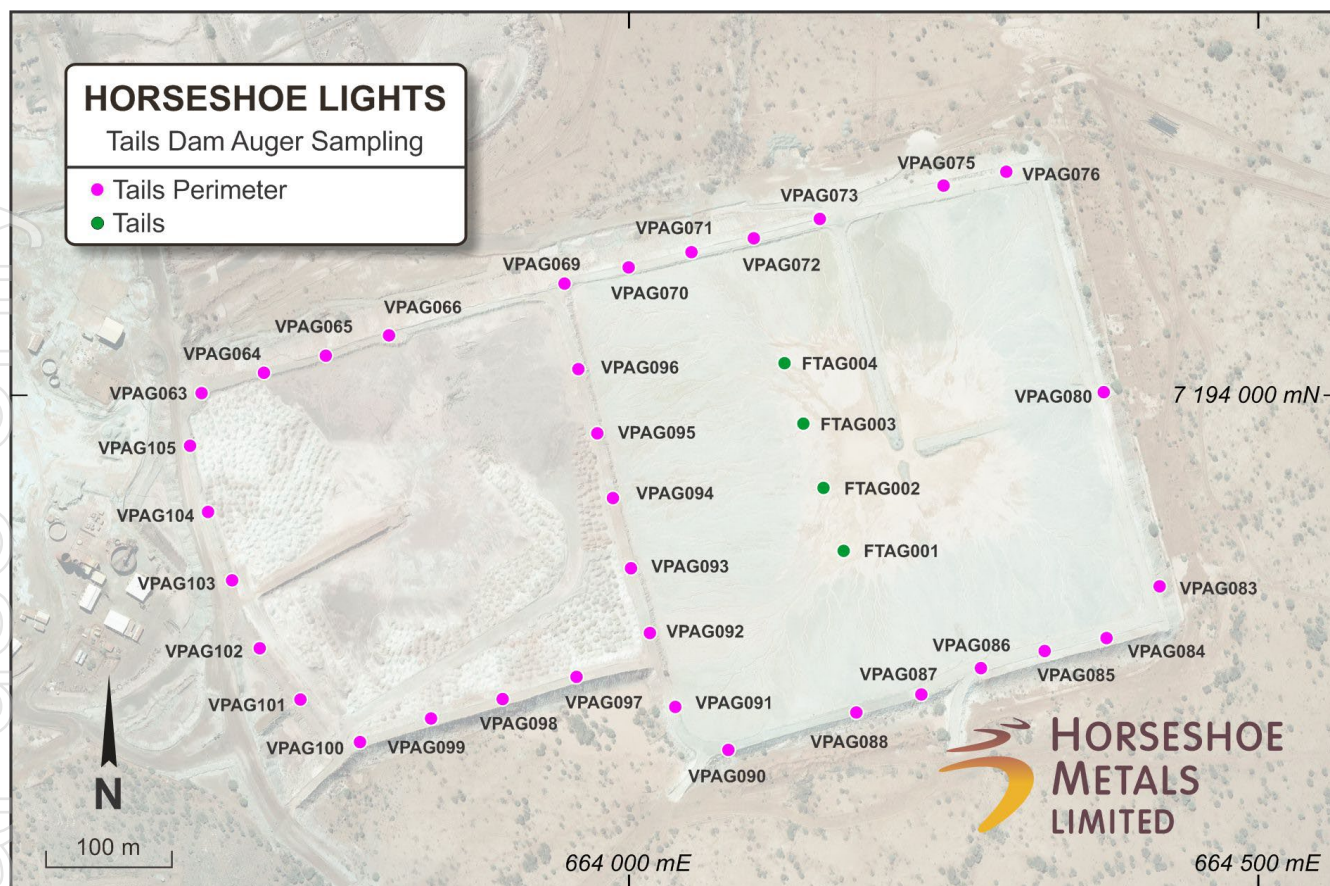 HORSESHOE LIGHTS
Tails Dam Auger Sampling
Tails Perimeter
Tails
VPAG075
VPAG076
VPAG073
VPAG071
VPAG072
VPAG069
VPAG070
VPAG066
VPAG065
VPAG064
VPAG063
VPAG096
FTAG004
VPAG080
7 194 000 mN
VPAG105
VPAG095
FTAG003
VPAG094
FTAG002
VPAG104
FTAG001
VPAG103
VPAG093
VPAG083
VPAG092
VPAG102
VPAG086
VPAG084
VPAG087
VPAG085
VPAG097
VPAG101
VPAG098
VPAG091
VPAG100
VPAG099
VPAG088
VPAG090
HORSESHOE
METALS
LIMITED
N
100 m
664 000 mE
664 500 mE